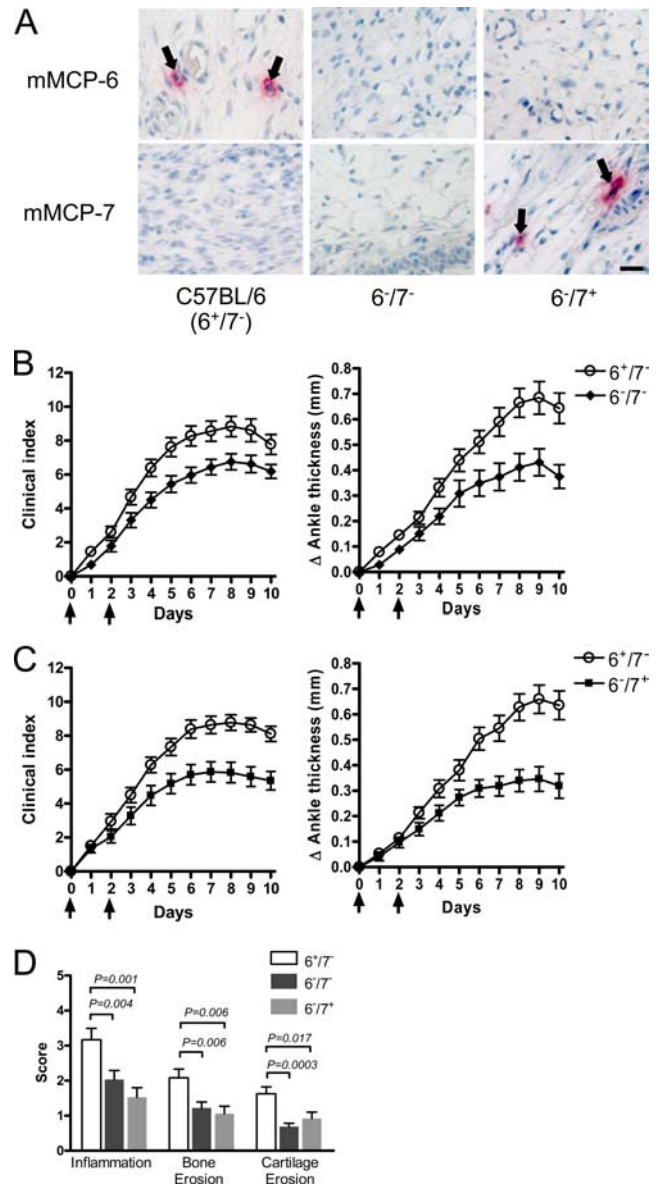 A
mMCP-6
mMCP-7
C57BL/6
(6⁺/7⁻)
6⁻/7⁻
6⁻/7⁺
B
Clinical index
12
10
8
6
4
2
0
0 1 2 3 4 5 6 7 8 9 10
Days
Δ Ankle thickness (mm)
0.8
0.7
0.6
0.5
0.4
0.3
0.2
0.1
0.0
0 1 2 3 4 5 6 7 8 9 10
Days
6⁺/7⁻
6⁻/7⁻
C
Clinical index
12
10
8
6
4
2
0
0 1 2 3 4 5 6 7 8 9 10
Days
Δ Ankle thickness (mm)
0.8
0.7
0.6
0.5
0.4
0.3
0.2
0.1
0.0
0 1 2 3 4 5 6 7 8 9 10
Days
6⁺/7⁻
6⁻/7⁺
D
6⁺/7⁻
6⁻/7⁻
6⁻/7⁺
Score
5
4
3
2
1
0
P=0.001
P=0.004
P=0.006
P=0.006
P=0.017
P=0.0003
Inflammation
Bone
Erosion
Cartilage
Erosion